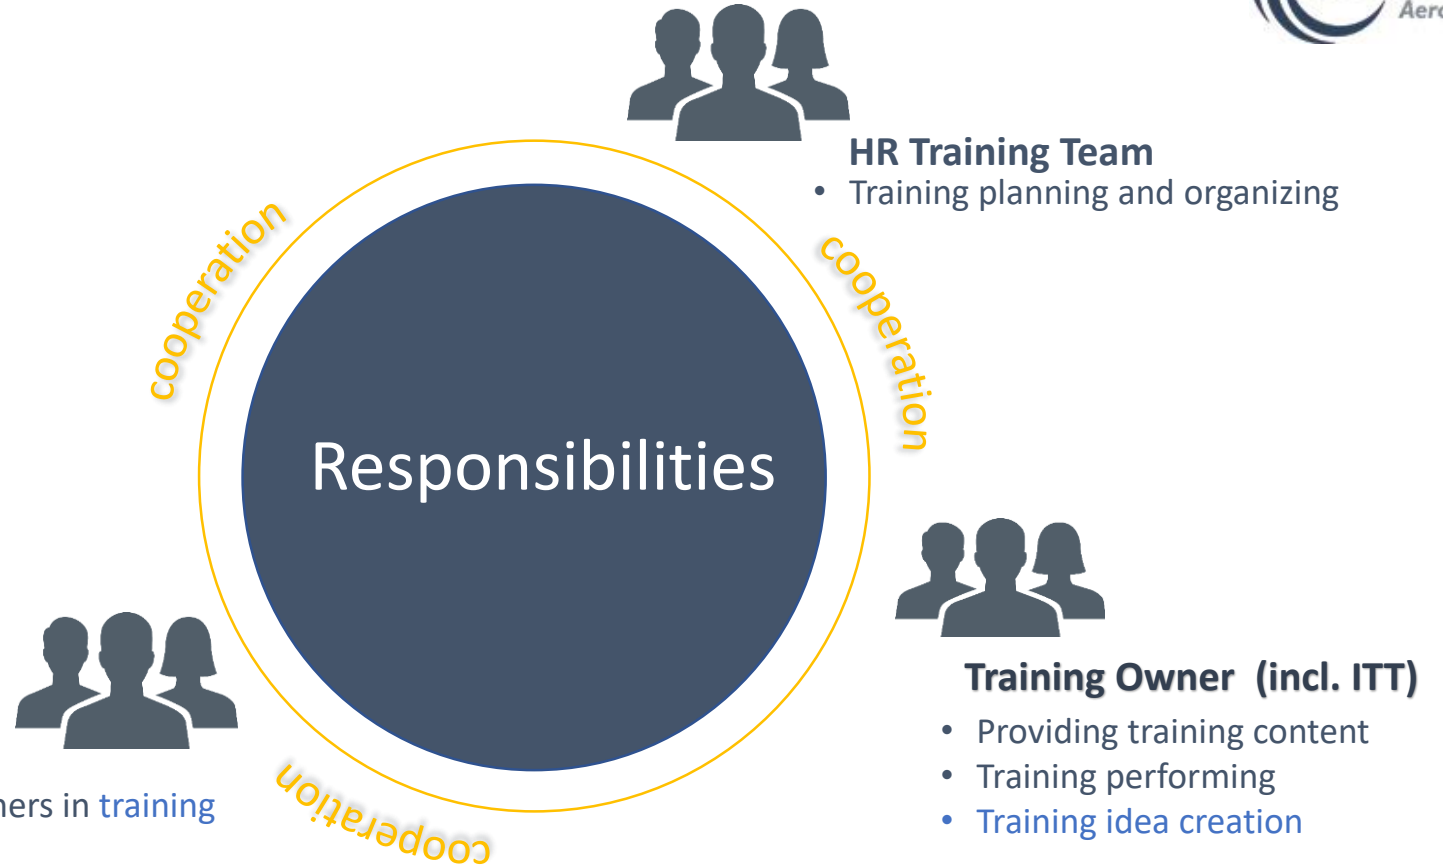 HR Training Team
• Training planning and organizing
cooperation
cooperation
Responsibilities
Training Owner (incl. ITT)
• Providing training content
• Training performing
• Training idea creation
in training
cooperation